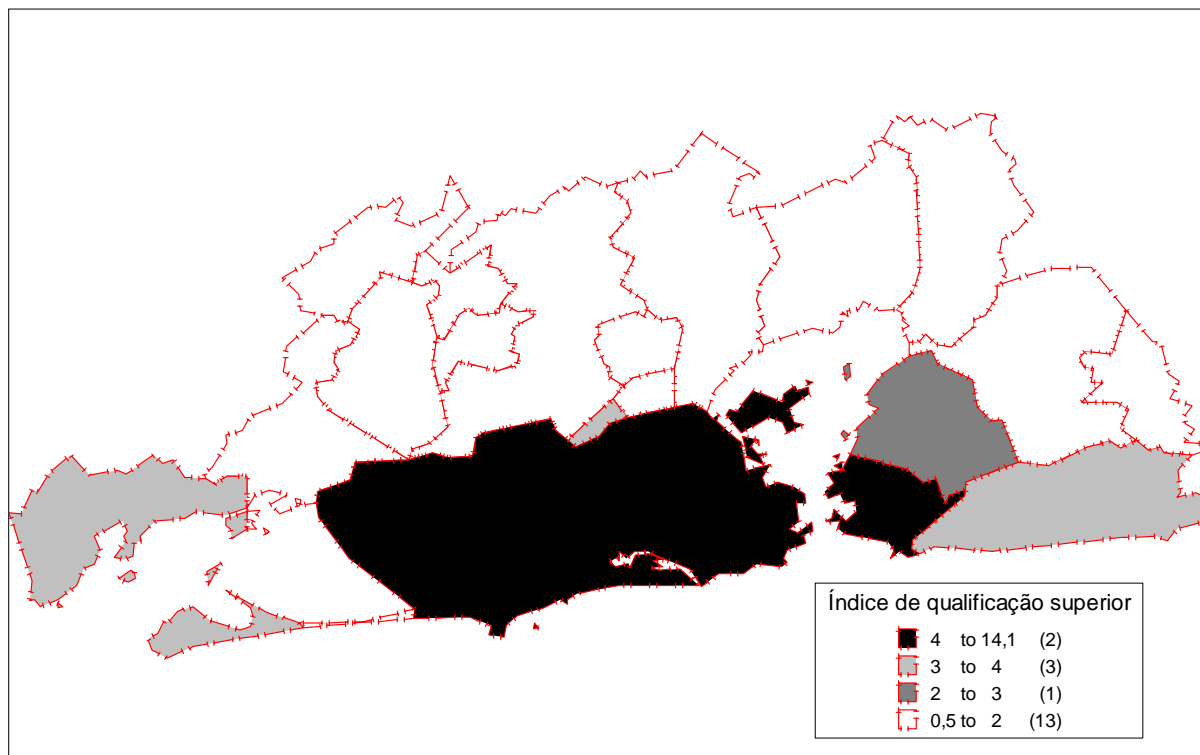 Índice de qualificação superior
4 to 14,1 (2)
3 to 4 (3)
2 to 3 (1)
0,5 to 2 (13)